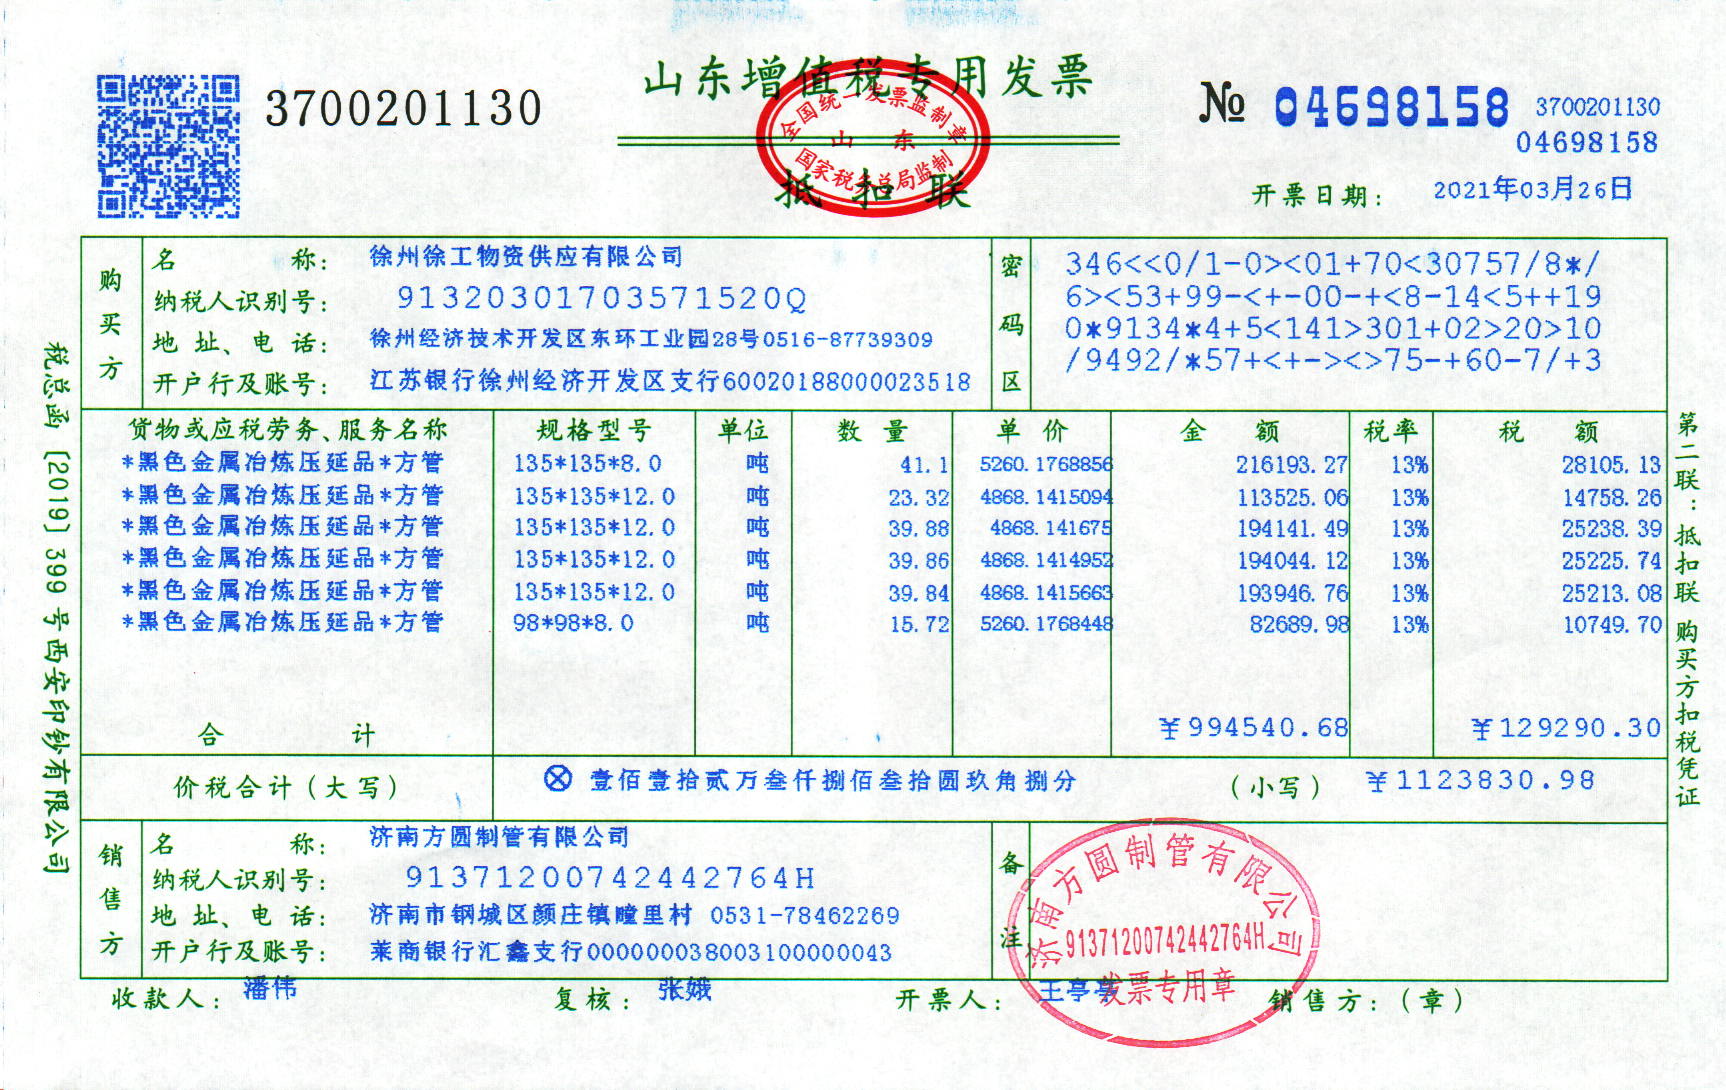 山东增值税专用发票
全国统一发票监制章
山 东
国家税务总局监制
抵 扣 联
3700201130
№ 04698158
3700201130
04698158
开票日期: 2021年03月26日
购买方
名 称: 徐州徐工物资供应有限公司
纳税人识别号: 91320301703571520Q
地 址、电 话: 徐州经济技术开发区东环工业园28号0516-87739309
开户行及账号: 江苏银行徐州经济开发区支行60020188000023518
密码区
346<<0/1-0><01+70<30757/8*/
6><53+99-<+-00-+<8-14<5++19
0*9134*4+5<141>301+02>20>10
/9492/*57+<+-><>75-+60-7/+3
货物或应税劳务、服务名称 规格型号 单位 数 量 单 价 金 额 税率 税 额
*黑色金属冶炼压延品*方管 135*135*8.0 吨 41.1 5260.1768856 216193.27 13% 28105.13
*黑色金属冶炼压延品*方管 135*135*12.0 吨 23.32 4868.1415094 113525.06 13% 14758.26
*黑色金属冶炼压延品*方管 135*135*12.0 吨 39.88 4868.141675 194141.49 13% 25238.39
*黑色金属冶炼压延品*方管 135*135*12.0 吨 39.86 4868.1414952 194044.12 13% 25225.74
*黑色金属冶炼压延品*方管 135*135*12.0 吨 39.84 4868.1415663 193946.76 13% 25213.08
*黑色金属冶炼压延品*方管 98*98*8.0 吨 15.72 5260.1768448 82689.98 13% 10749.70
合 计 ¥994540.68 ¥129290.30
价税合计(大写) ⊗ 壹佰壹拾贰万叁仟捌佰叁拾圆玖角捌分 (小写) ¥1123830.98
销售方
名 称: 济南方圆制管有限公司
纳税人识别号: 91371200742442764H
地 址、电 话: 济南市钢城区颜庄镇疃里村 0531-78462269
开户行及账号: 莱商银行汇鑫支行000000038003100000043
备注
济南方圆制管有限公司
91371200742442764H
发票专用章
收款人: 潘伟 复核: 张娥 开票人: 王亭亭 销售方:(章)
税总函〔2019〕399号西安印钞有限公司
第二联:抵扣联 购买方扣税凭证